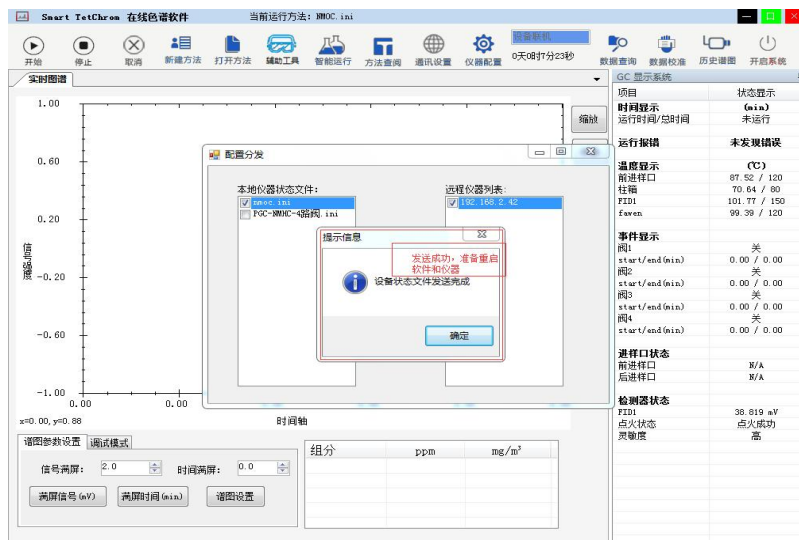 Smart TetChrom 在线色谱软件 当前运行方法: NMOC.ini
开始 停止 取消 新建方法 打开方法 辅助工具 智能运行 方法查阅 通讯设置 仪器配置 设备联机 0天0时7分23秒) 数据查询 数据校准 历史谱图 开启系统
实时图谱
GC 显示系统
项目 状态显示
时间显示 (min)
运行时间/总时间 未运行
运行报错 未发现错误
温度显示 (℃)
前进样口 87.52 / 120
柱箱 70.64 / 80
FID1 101.77 / 150
fawen 99.39 / 120
事件显示
阀1 关
start/end(min) 0.00 / 0.00
阀2 关
start/end(min) 0.00 / 0.00
阀3 关
start/end(min) 0.00 / 0.00
阀4 关
start/end(min) 0.00 / 0.00
进样口状态
前进样口 N/A
后进样口 N/A
检测器状态
FID1 38.819 mV
点火状态 点火成功
灵敏度 高
缩放
1.00
0.60
0.20
-0.20
-0.60
-1.00
信号强度
0.00 0.00
x=0.00, y=0.88
时间轴
配置分发
本地仪器状态文件: 远程仪器列表:
nmoc.ini 192.168.2.42
PGC-NMHC-4路阀.ini
提示信息
发送成功，准备重启
软件和仪器
设备状态文件发送完成
确定
谱图参数设置 调试模式
信号满屏: 2.0 时间满屏: 0.0
满屏信号(mV) 满屏时间(min) 谱图设置
组分 ppm mg/m³